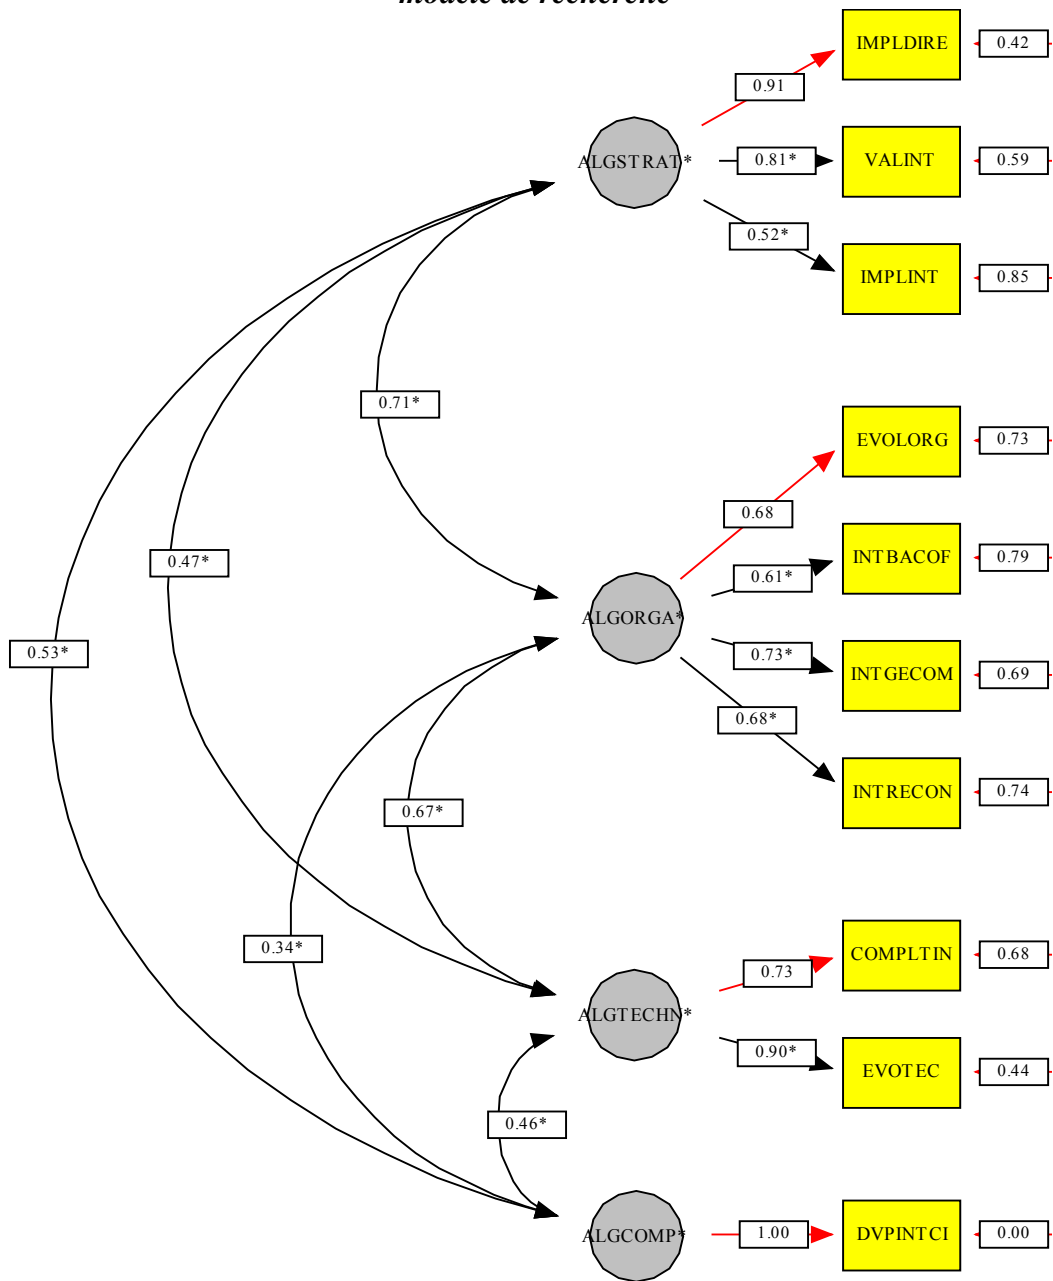 modèle de recherche
IMPLDIRE
0.42
0.91
ALGSTRAT*
0.81*
VALINT
0.59
0.52*
IMPLINT
0.85
0.71*
EVOLORG
0.73
0.68
0.47*
INTBACOF
0.79
0.61*
ALGORGA*
0.53*
0.73*
INTGECOM
0.69
0.68*
INTRECON
0.74
0.67*
0.34*
COMPLTIN
0.68
0.73
ALGTECHN*
0.90*
EVOTEC
0.44
0.46*
ALGCOMP*
1.00
DVPINTCI
0.00